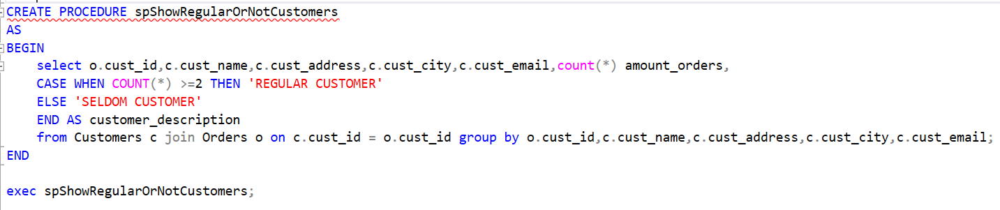 CREATE PROCEDURE spShowRegularOrNotCustomers
AS
BEGIN
    select o.cust_id,c.cust_name,c.cust_address,c.cust_city,c.cust_email,count(*) amount_orders,
    CASE WHEN COUNT(*) >=2 THEN 'REGULAR CUSTOMER'
    ELSE 'SELDOM CUSTOMER'
    END AS customer_description
    from Customers c join Orders o on c.cust_id = o.cust_id group by o.cust_id,c.cust_name,c.cust_address,c.cust_city,c.cust_email;
END

exec spShowRegularOrNotCustomers;